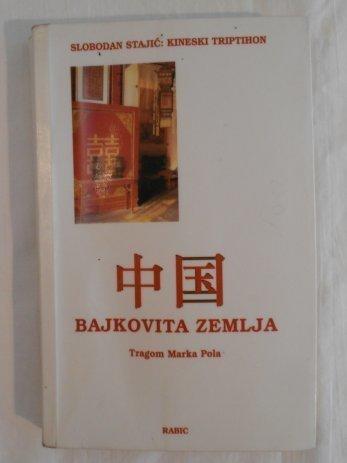 SLOBODAN STAJIĆ: KINESKI TRIPTIHON
囍
中国
BAJKOVITA ZEMLJA
Tragom Marka Pola
RABIC